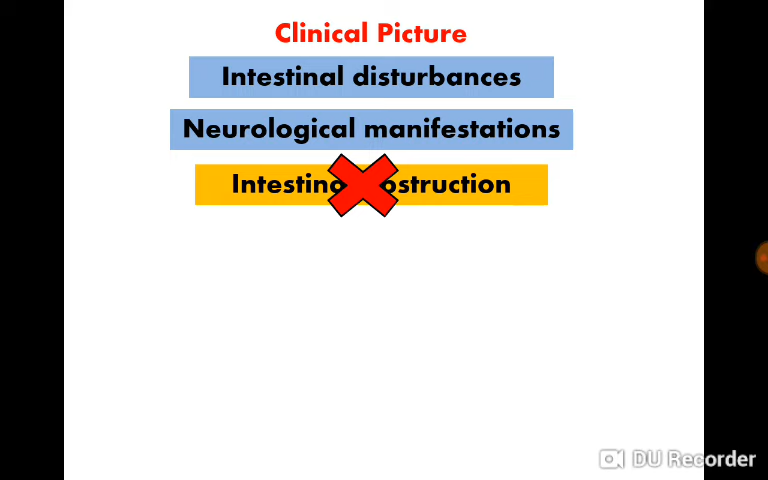 Clinical Picture
Intestinal disturbances
Neurological manifestations
DU Recorder